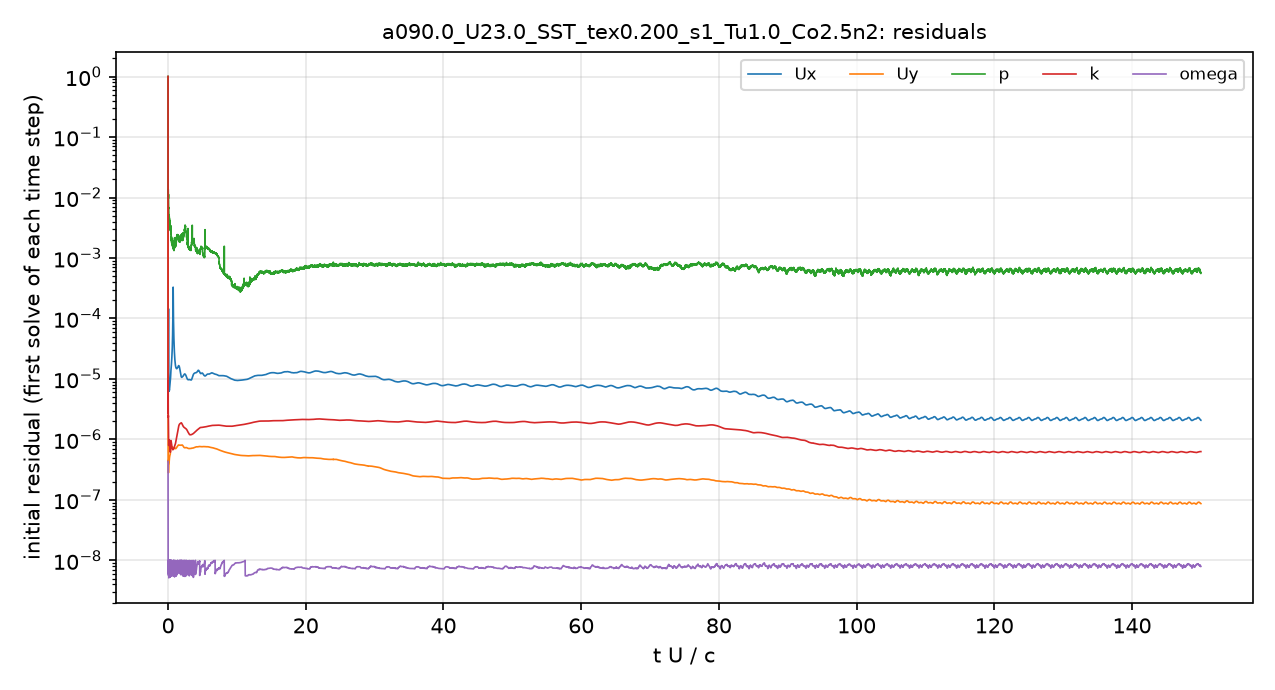 a090.0_U23.0_SST_tex0.200_s1_Tu1.0_Co2.5n2: residuals
Ux Uy p k omega
initial residual (first solve of each time step)
10⁰
10⁻¹
10⁻²
10⁻³
10⁻⁴
10⁻⁵
10⁻⁶
10⁻⁷
10⁻⁸
0 20 40 60 80 100 120 140
t U / c